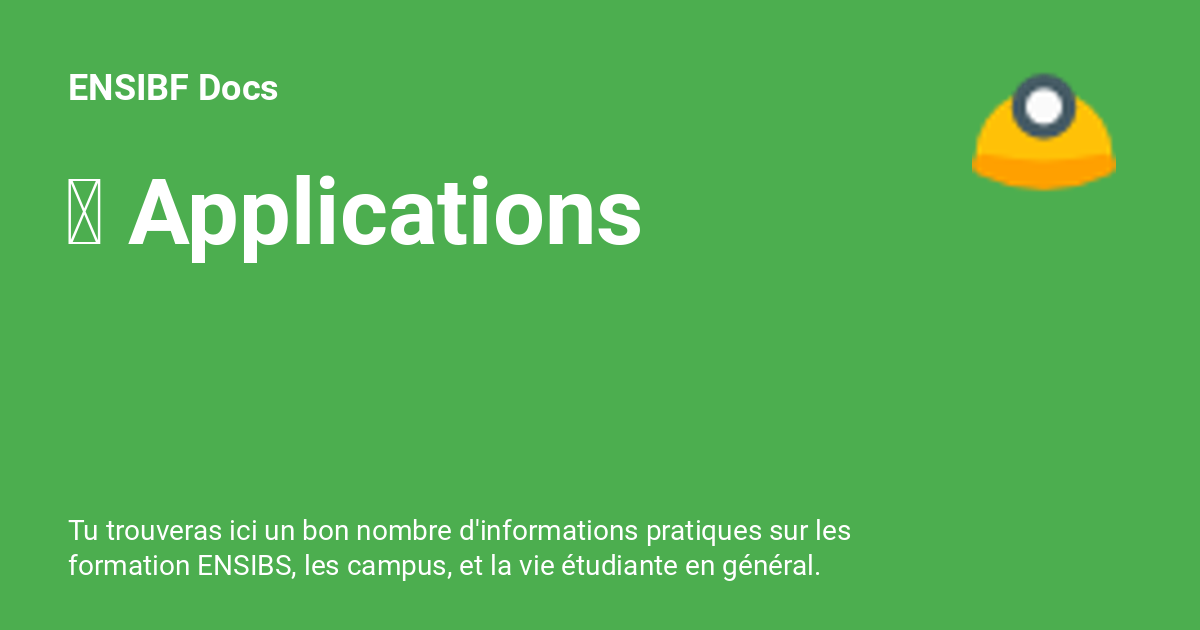 ENSIBF Docs
Applications
Tu trouveras ici un bon nombre d'informations pratiques sur les
formation ENSIBS, les campus, et la vie étudiante en général.